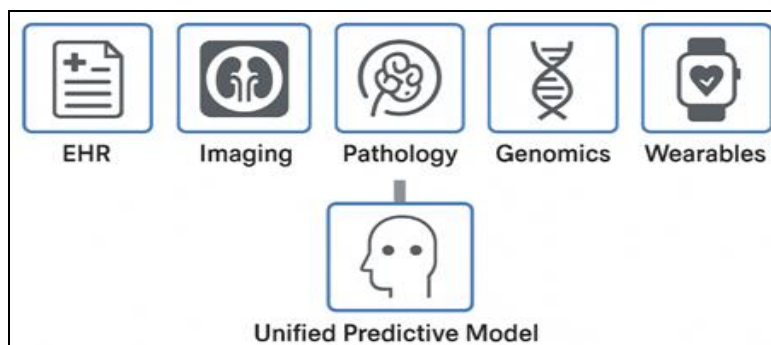 EHR
Imaging
Pathology
Genomics
Wearables
Unified Predictive Model